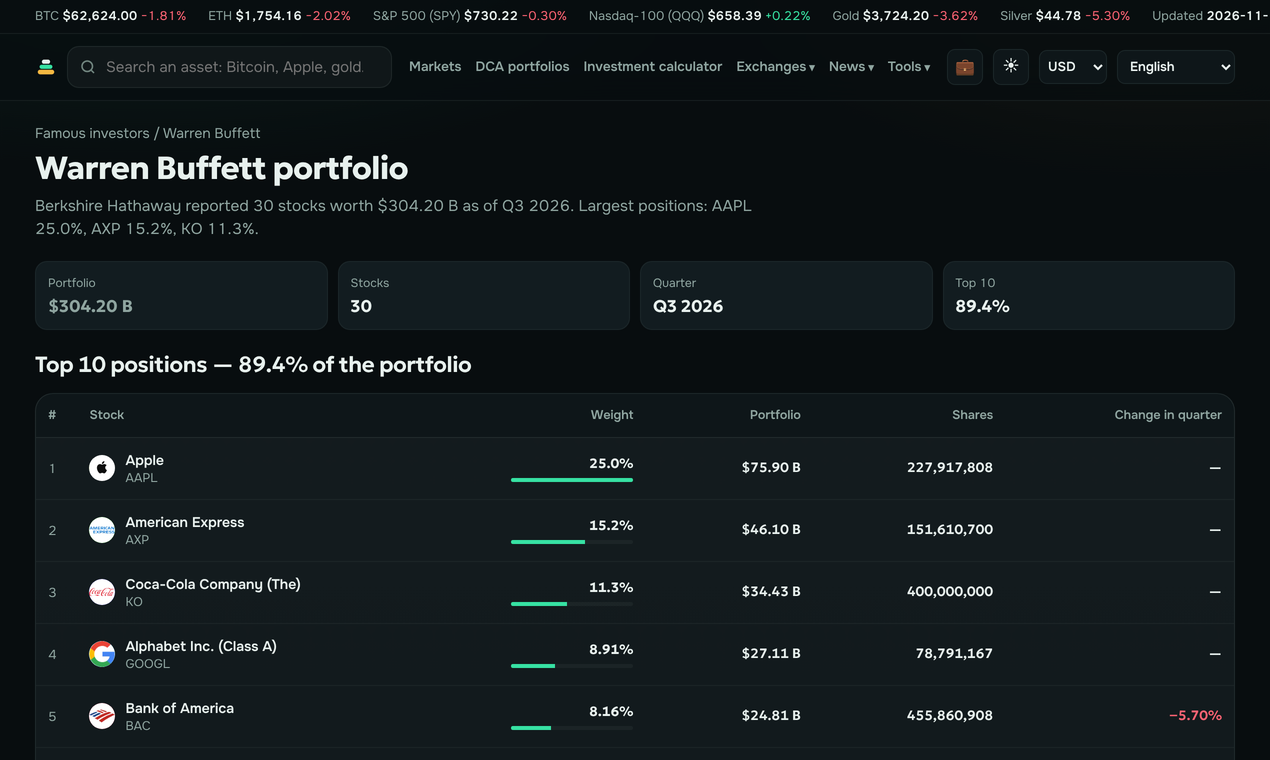 BTC $62,624.00 -1.81% ETH $1,754.16 -2.02% S&P 500 (SPY) $730.22 -0.30% Nasdaq-100 (QQQ) $658.39 +0.22% Gold $3,724.20 -3.62% Silver $44.78 -5.30% Updated 2026-11-
Search an asset: Bitcoin, Apple, gold. Markets DCA portfolios Investment calculator Exchanges ▾ News ▾ Tools ▾ USD English
Famous investors / Warren Buffett
Warren Buffett portfolio
Berkshire Hathaway reported 30 stocks worth $304.20 B as of Q3 2026. Largest positions: AAPL
25.0%, AXP 15.2%, KO 11.3%.
Portfolio Stocks Quarter Top 10
$304.20 B 30 Q3 2026 89.4%
Top 10 positions — 89.4% of the portfolio
# Stock Weight Portfolio Shares Change in quarter
1 Apple AAPL 25.0% $75.90 B 227,917,808 —
2 American Express AXP 15.2% $46.10 B 151,610,700 —
3 Coca-Cola Company (The) KO 11.3% $34.43 B 400,000,000 —
4 Alphabet Inc. (Class A) GOOGL 8.91% $27.11 B 78,791,167 —
5 Bank of America BAC 8.16% $24.81 B 455,860,908 −5.70%